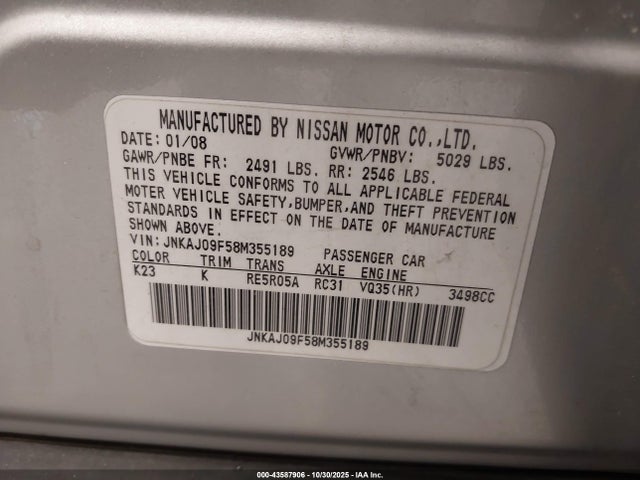 MANUFACTURED BY NISSAN MOTOR CO.,LTD.
DATE: 01/08 GVWR/PNBV: 5029 LBS.
GAWR/PNBE FR: 2491 LBS. RR: 2546 LBS.
THIS VEHICLE CONFORMS TO ALL APPLICABLE FEDERAL
MOTER VEHICLE SAFETY,BUMPER,AND THEFT PREVENTION
STANDARDS IN EFFECT ON THE DATE OF MANUFACTURE
SHOWN ABOVE.
VIN: JNKAJ09F58M355189 PASSENGER CAR
COLOR TRIM TRANS AXLE ENGINE
K23 K RE5R05A RC31 VQ35(HR) 3498CC
JNKAJ09F58M355189
000-43587906 - 10/30/2025 - IAA Inc.